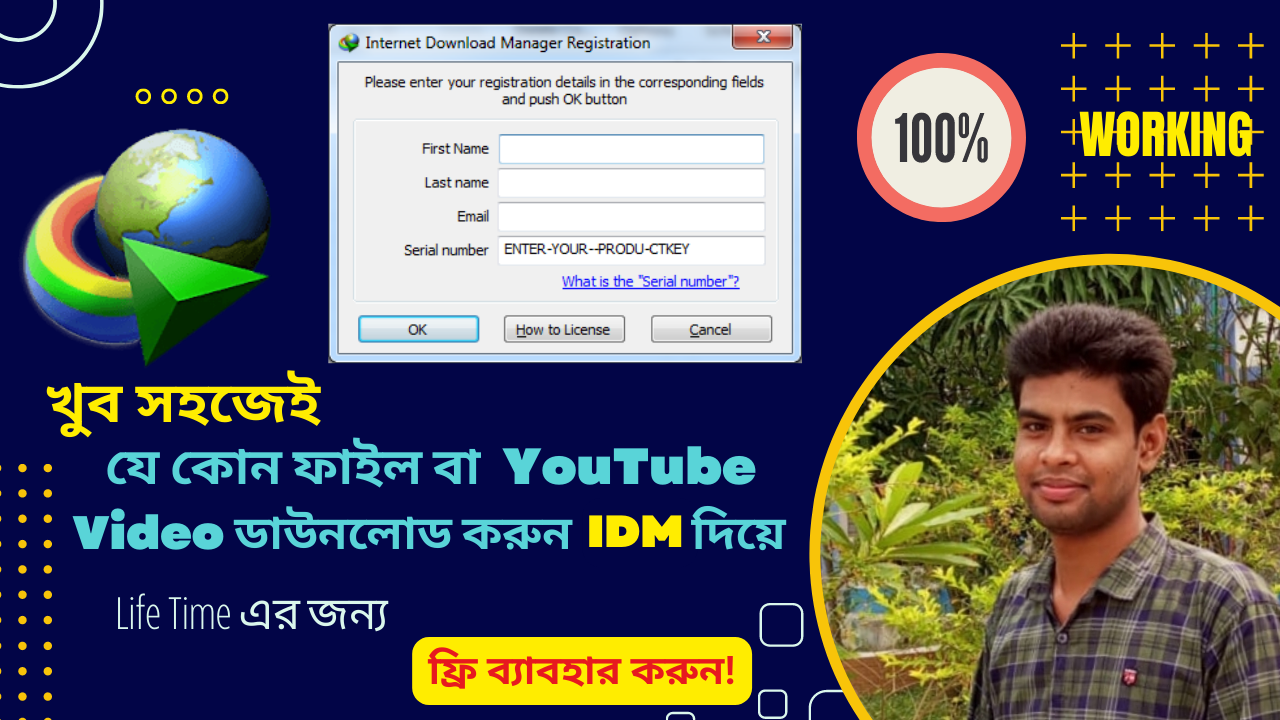 Internet Download Manager Registration
Please enter your registration details in the corresponding fields
and push OK button
First Name
Last name
Email
Serial number ENTER-YOUR--PRODU-CTKEY
What is the "Serial number"?
OK How to License Cancel
100% WORKING
খুব সহজেই
যে কোন ফাইল বা YouTube
Video ডাউনলোড করুন IDM দিয়ে
Life Time এর জন্য
ফ্রি ব্যাবহার করুন!